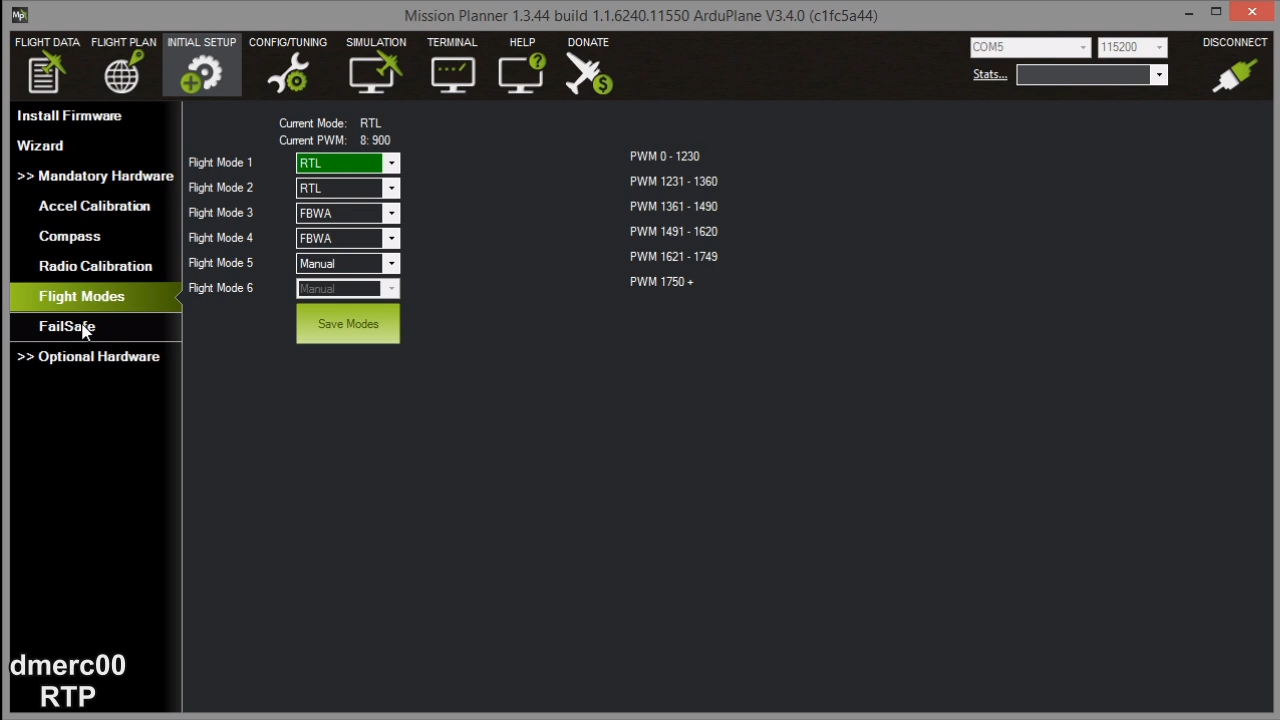 Mp
Mission Planner 1.3.44 build 1.1.6240.11550 ArduPlane V3.4.0 (c1fc5a44)
FLIGHT DATA FLIGHT PLAN INITIAL SETUP CONFIG/TUNING SIMULATION TERMINAL HELP DONATE
COM5 115200 DISCONNECT
Stats...
Install Firmware
Wizard
>> Mandatory Hardware
Accel Calibration
Compass
Radio Calibration
Flight Modes
FailSafe
>> Optional Hardware
Current Mode: RTL
Current PWM: 8: 900
Flight Mode 1 RTL PWM 0 - 1230
Flight Mode 2 RTL PWM 1231 - 1360
Flight Mode 3 FBWA PWM 1361 - 1490
Flight Mode 4 FBWA PWM 1491 - 1620
Flight Mode 5 Manual PWM 1621 - 1749
Flight Mode 6 Manual PWM 1750 +
Save Modes
dmerc00
RTP